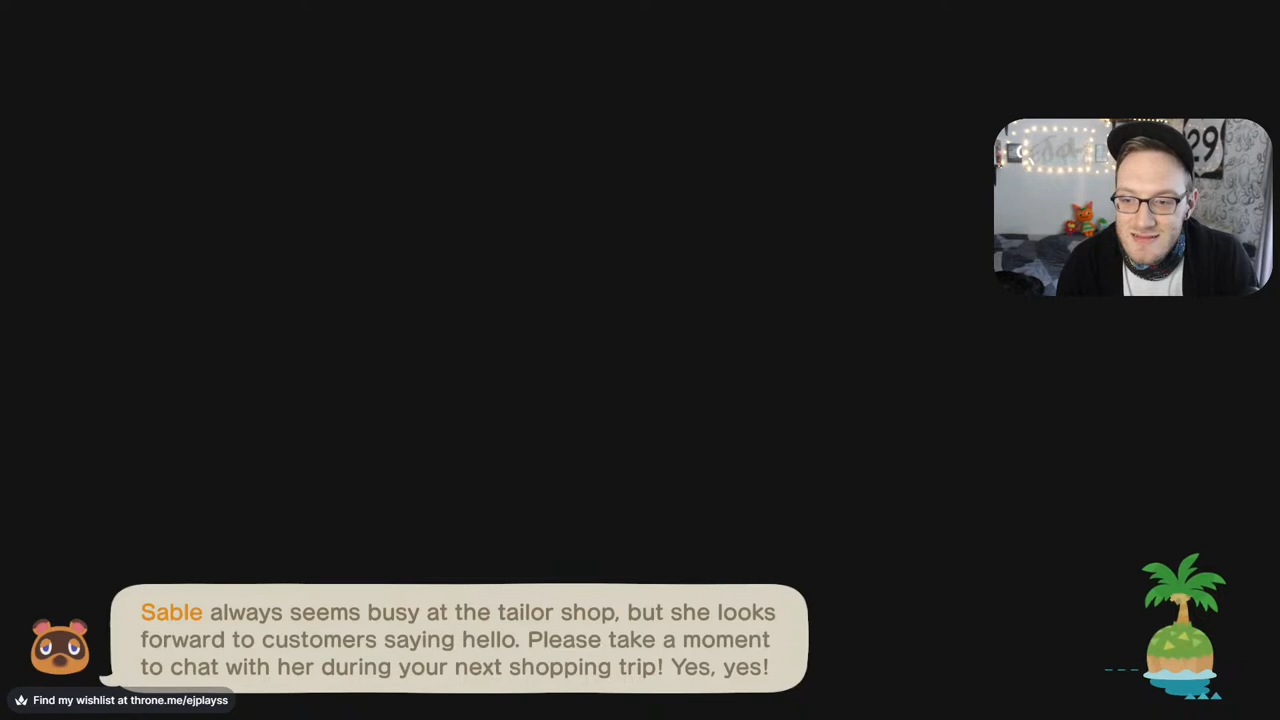 29
Sable always seems busy at the tailor shop, but she looks
forward to customers saying hello. Please take a moment
to chat with her during your next shopping trip! Yes, yes!
Find my wishlist at throne.me/ejplayss